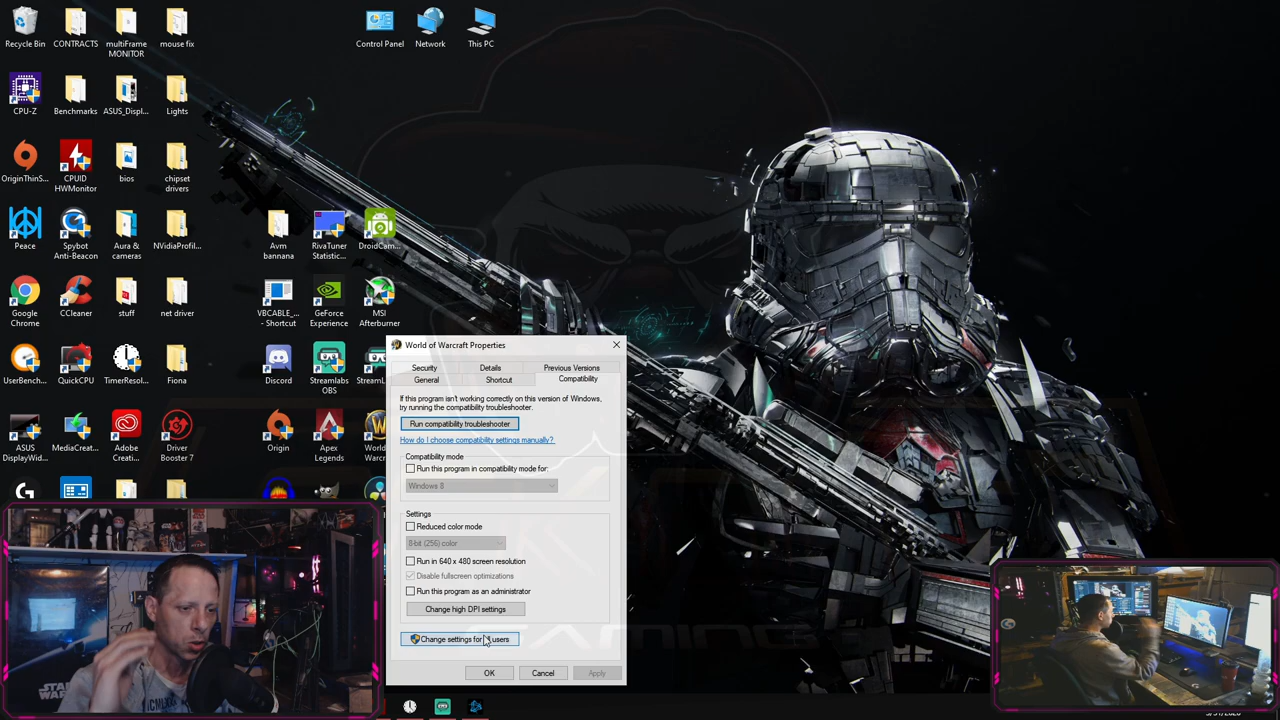 Recycle Bin
CONTRACTS
multiFrame
MONITOR
mouse fix
Control Panel
Network
This PC
CPU-Z
Benchmarks
ASUS_Displ...
Lights
OriginThinS...
CPUID
HWMonitor
bios
chipset
drivers
Peace
Spybot
Anti-Beacon
Aura &
cameras
NVidiaProfil...
Avm
bannana
RivaTuner
Statistic...
DroidCam...
Google
Chrome
CCleaner
stuff
net driver
VBCABLE_...
- Shortcut
GeForce
Experience
MSI
Afterburner
UserBench...
QuickCPU
TimerResol...
Fiona
Discord
Streamlabs
OBS
StreamL
ASUS
DisplayWid...
MediaCreat...
Adobe
Creati...
Driver
Booster 7
Origin
Apex
Legends
World
Warcr
World of Warcraft Properties
Security
Details
Previous Versions
General
Shortcut
Compatibility
If this program isn't working correctly on this version of Windows,
try running the compatibility troubleshooter.
Run compatibility troubleshooter
How do I choose compatibility settings manually?
Compatibility mode
Run this program in compatibility mode for:
Windows 8
Settings
Reduced color mode
8-bit (256) color
Run in 640 x 480 screen resolution
Disable fullscreen optimizations
Run this program as an administrator
Change high DPI settings
Change settings for all users
OK
Cancel
Apply
GAMING
STAR
WARS